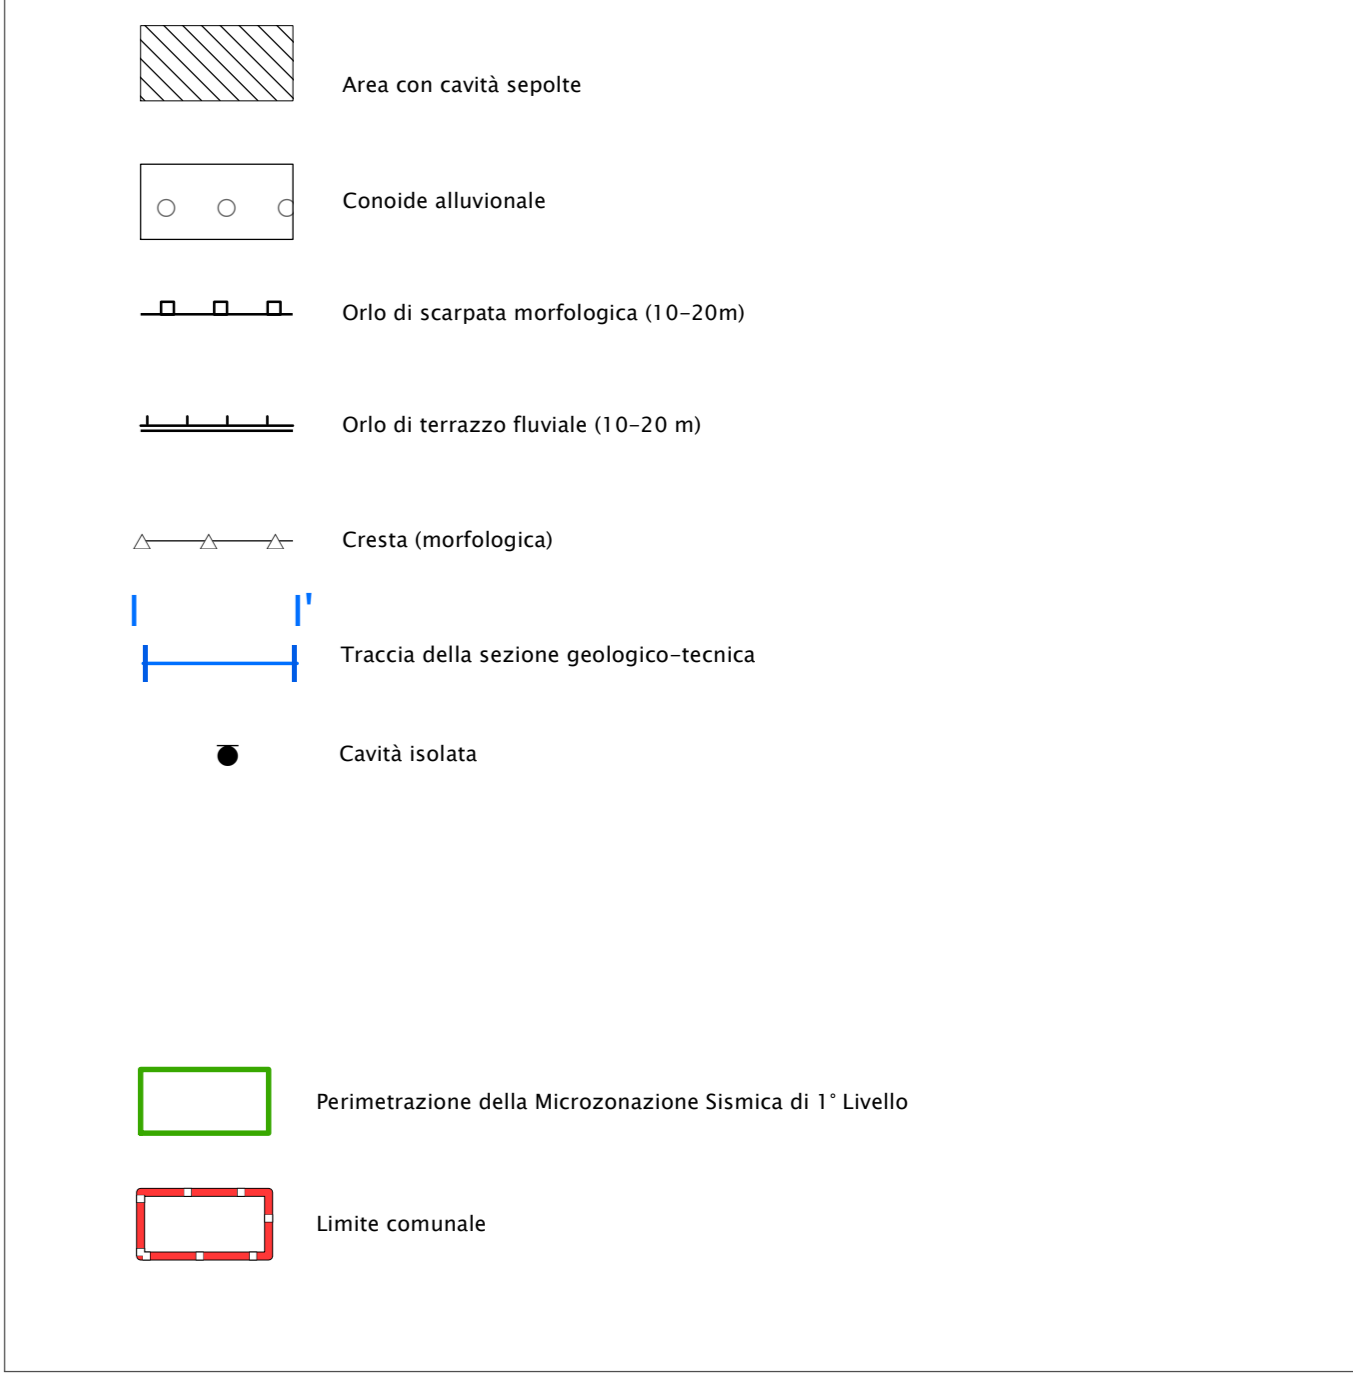 Area con cavità sepolte
Conoide alluvionale
Orlo di scarpata morfologica (10-20m)
Orlo di terrazzo fluviale (10-20 m)
Cresta (morfologica)
I I'
Traccia della sezione geologico-tecnica
Cavità isolata
Perimetrazione della Microzonazione Sismica di 1° Livello
Limite comunale